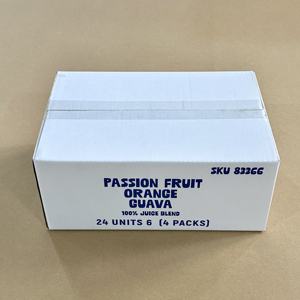 SKU 83366
PASSION FRUIT
ORANGE
GUAVA
100% JUICE BLEND
24 UNITS 6 (4 PACKS)